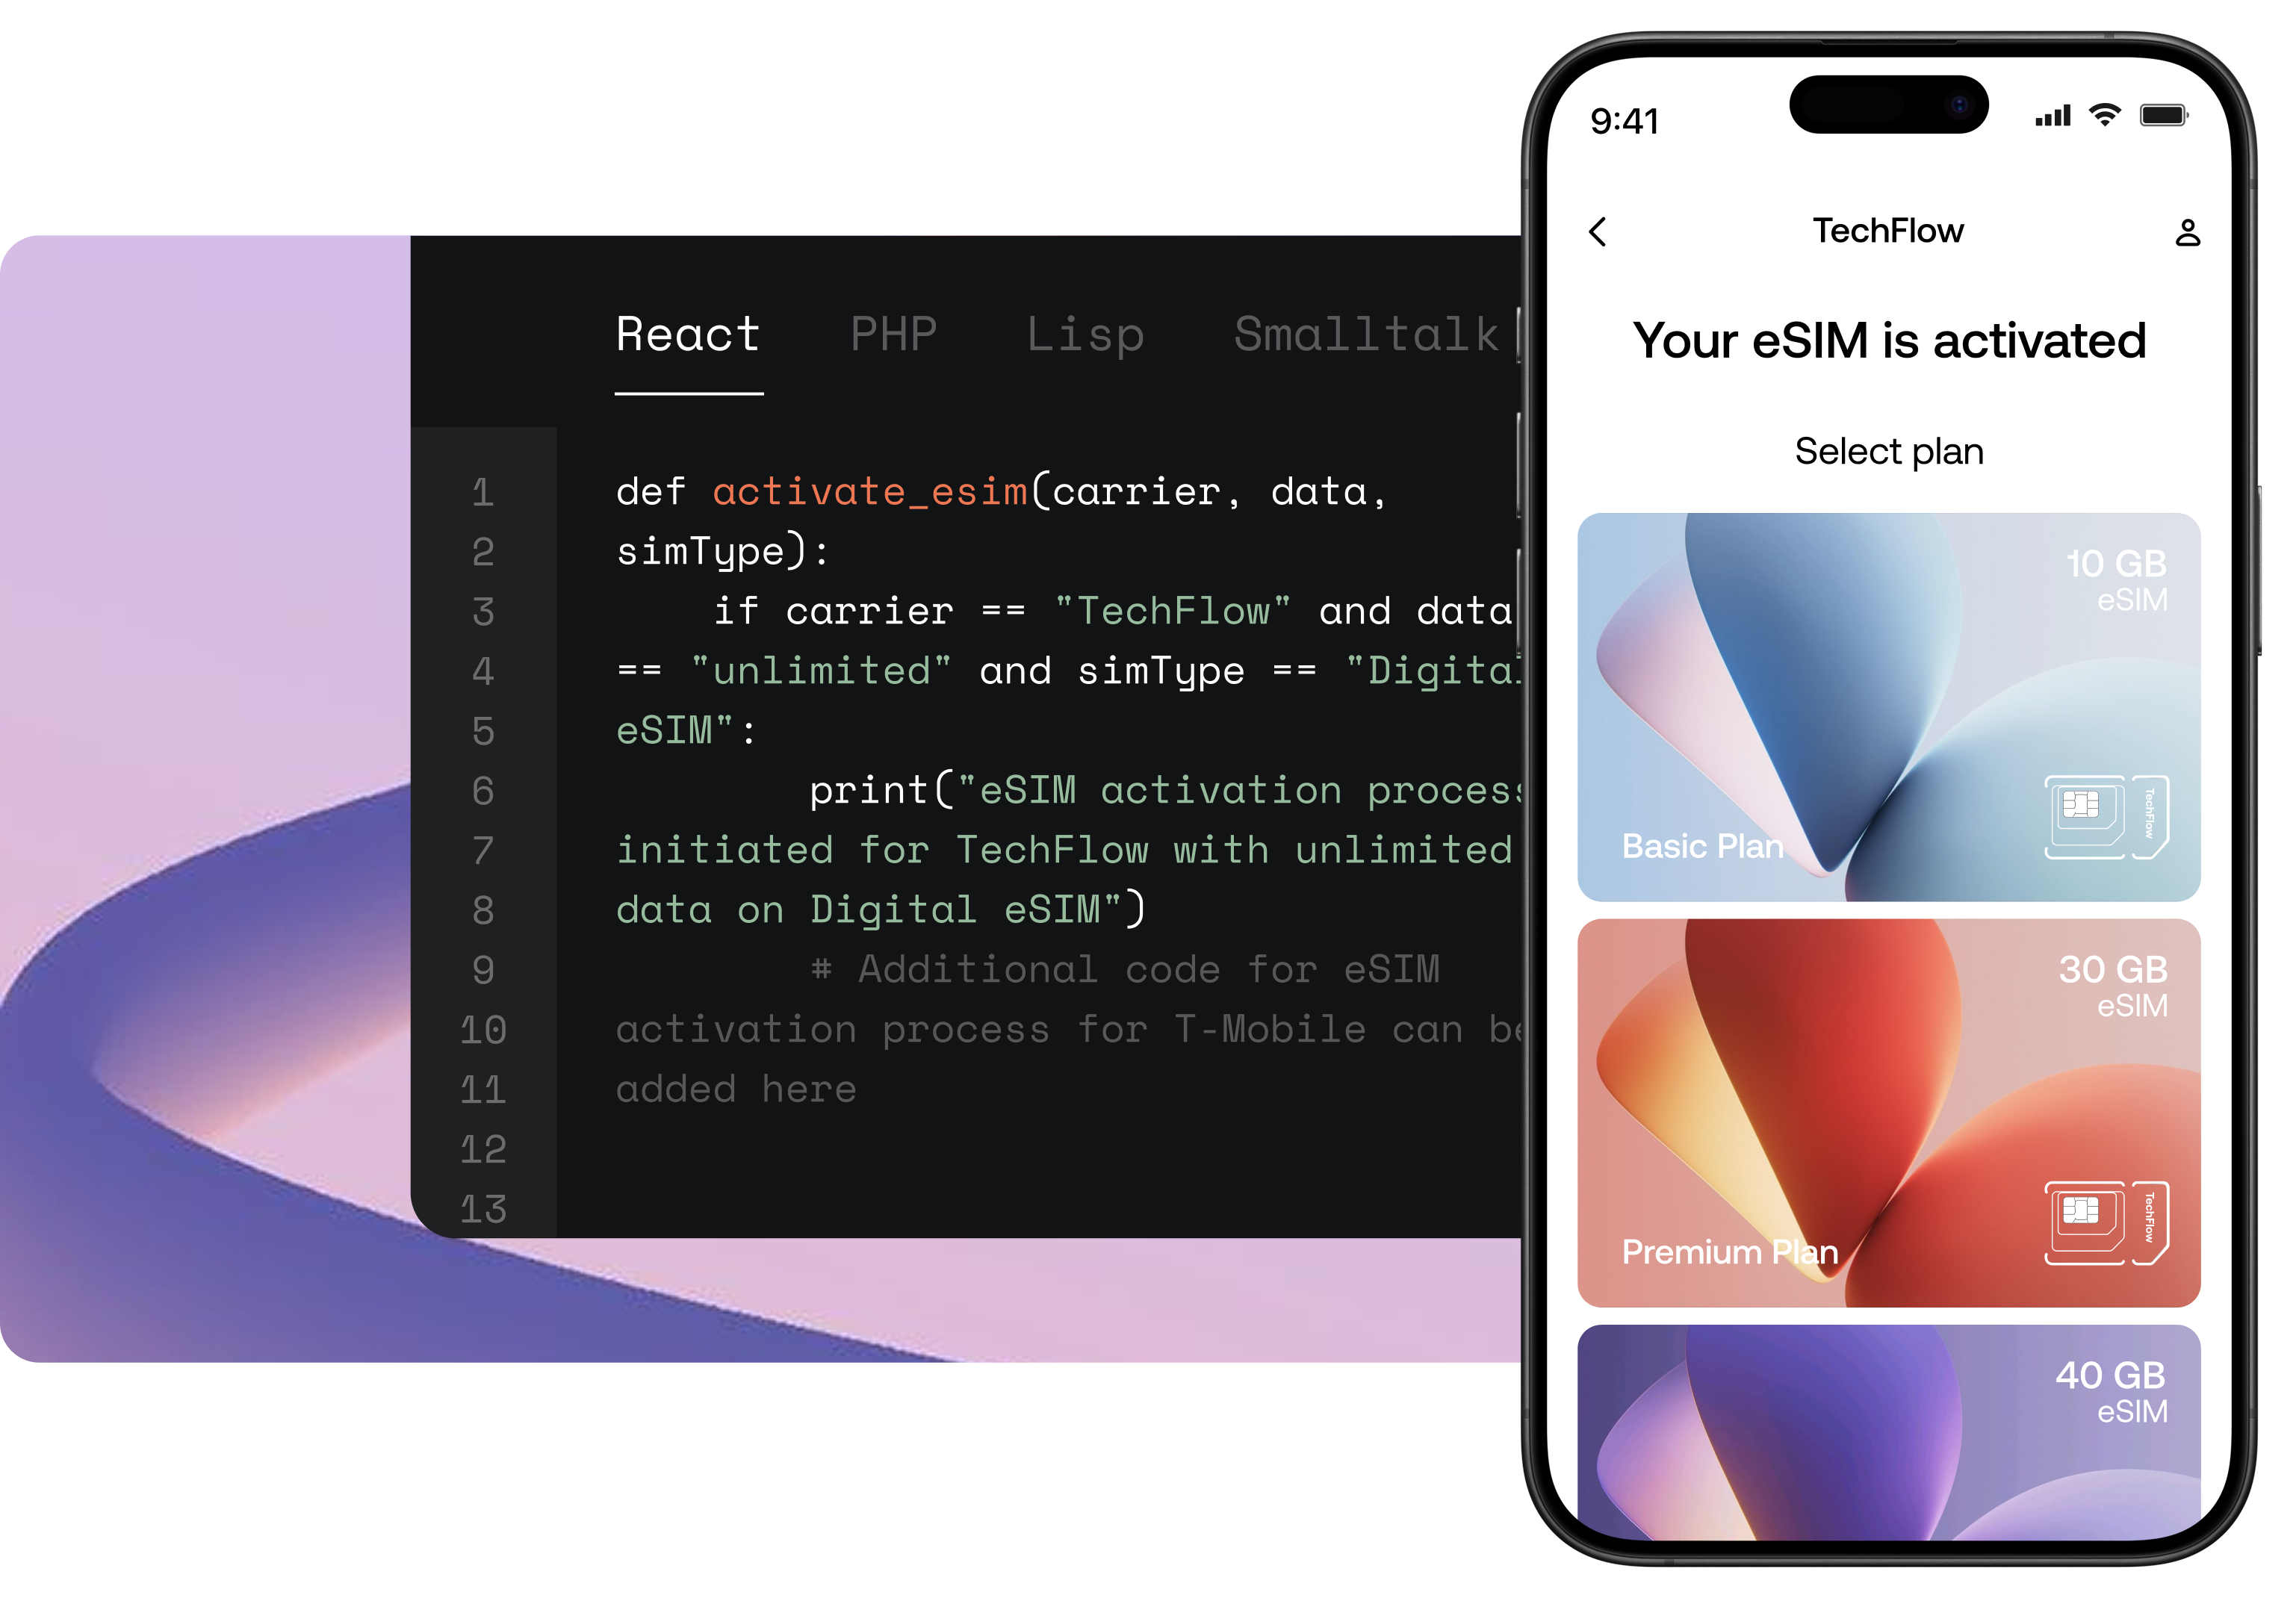 React PHP Lisp Smalltalk
1 def activate_esim(carrier, data,
2 simType):
3 if carrier == "TechFlow" and data
4 == "unlimited" and simType == "Digital
5 eSIM":
6 print("eSIM activation process
7 initiated for TechFlow with unlimited
8 data on Digital eSIM")
9 # Additional code for eSIM
10 activation process for T-Mobile can be
11 added here
12
13
9:41
TechFlow
Your eSIM is activated
Select plan
10 GB
eSIM
TechFlow
Basic Plan
30 GB
eSIM
TechFlow
Premium Plan
40 GB
eSIM